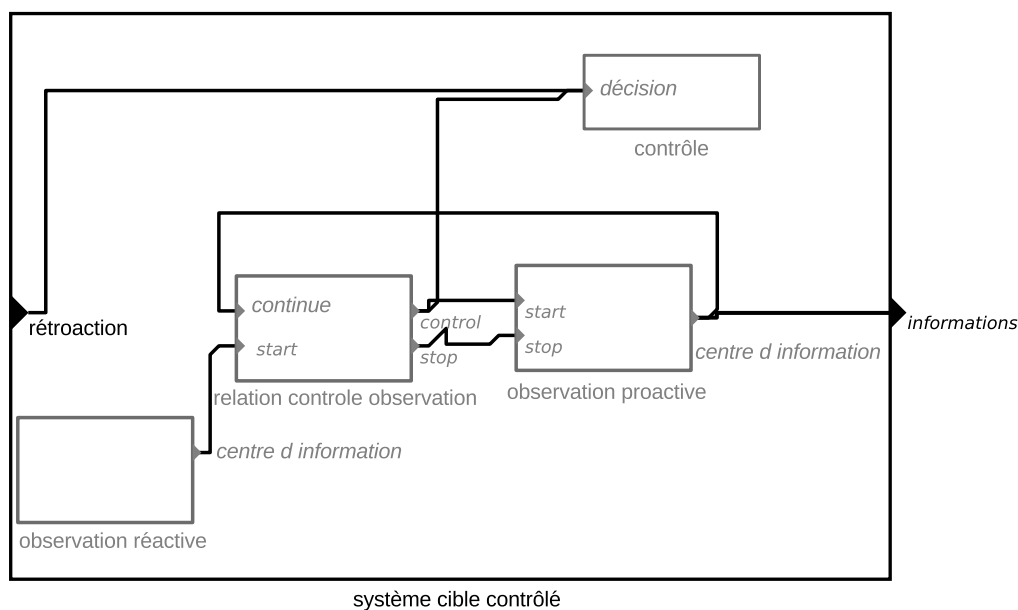 décision
contrôle
continue
control
start
start
stop
stop
rétroaction
informations
centre d information
relation controle observation
observation proactive
centre d information
observation réactive
système cible contrôlé